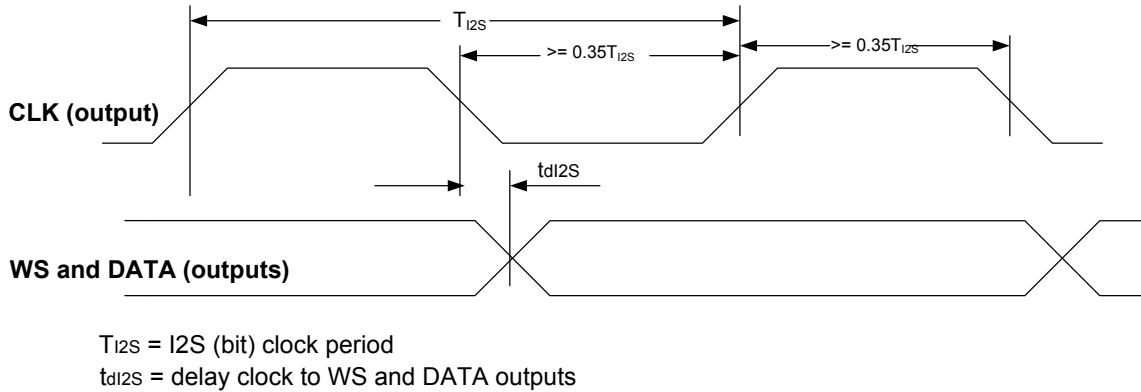 TI2S
>= 0.35TI2S
>= 0.35TI2S
CLK (output)
tdI2S
WS and DATA (outputs)
TI2S = I2S (bit) clock period
tdI2S = delay clock to WS and DATA outputs